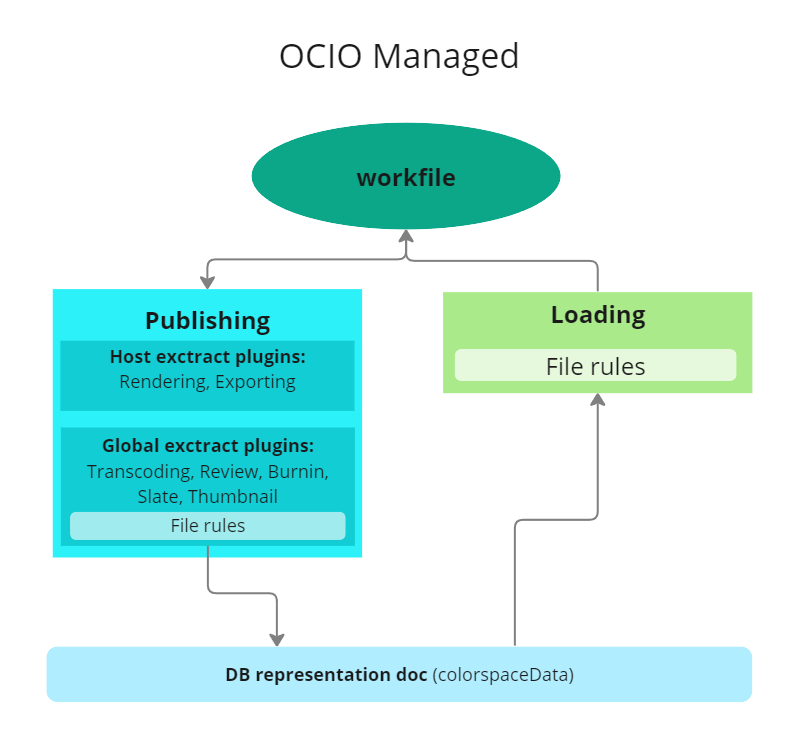 OCIO Managed
workfile
Publishing
Host exctract plugins:
Rendering, Exporting
Global exctract plugins:
Transcoding, Review, Burnin,
Slate, Thumbnail
File rules
Loading
File rules
DB representation doc (colorspaceData)